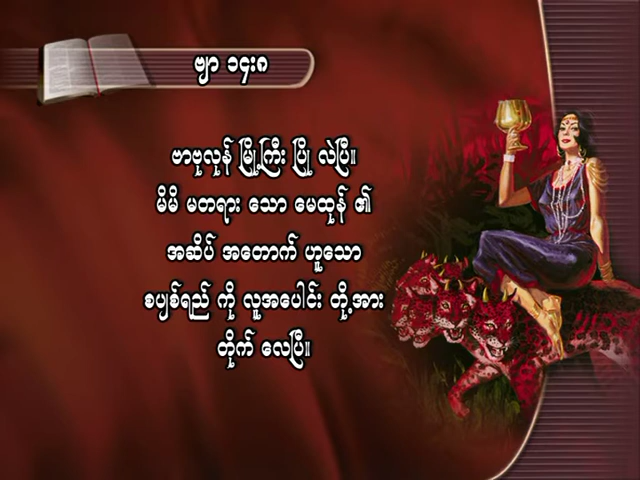 ဗျာ ၁၄း၈
ဗာဗုလုန် မြို့ကြီး ပြို လဲပြီ။
မိမိ မတရား သော မေထုန် ၏
အဆိပ် အတောက် ဟူသော
စပျစ်ရည် ကို လူအပေါင်း တို့အား
တိုက် လေပြီ။